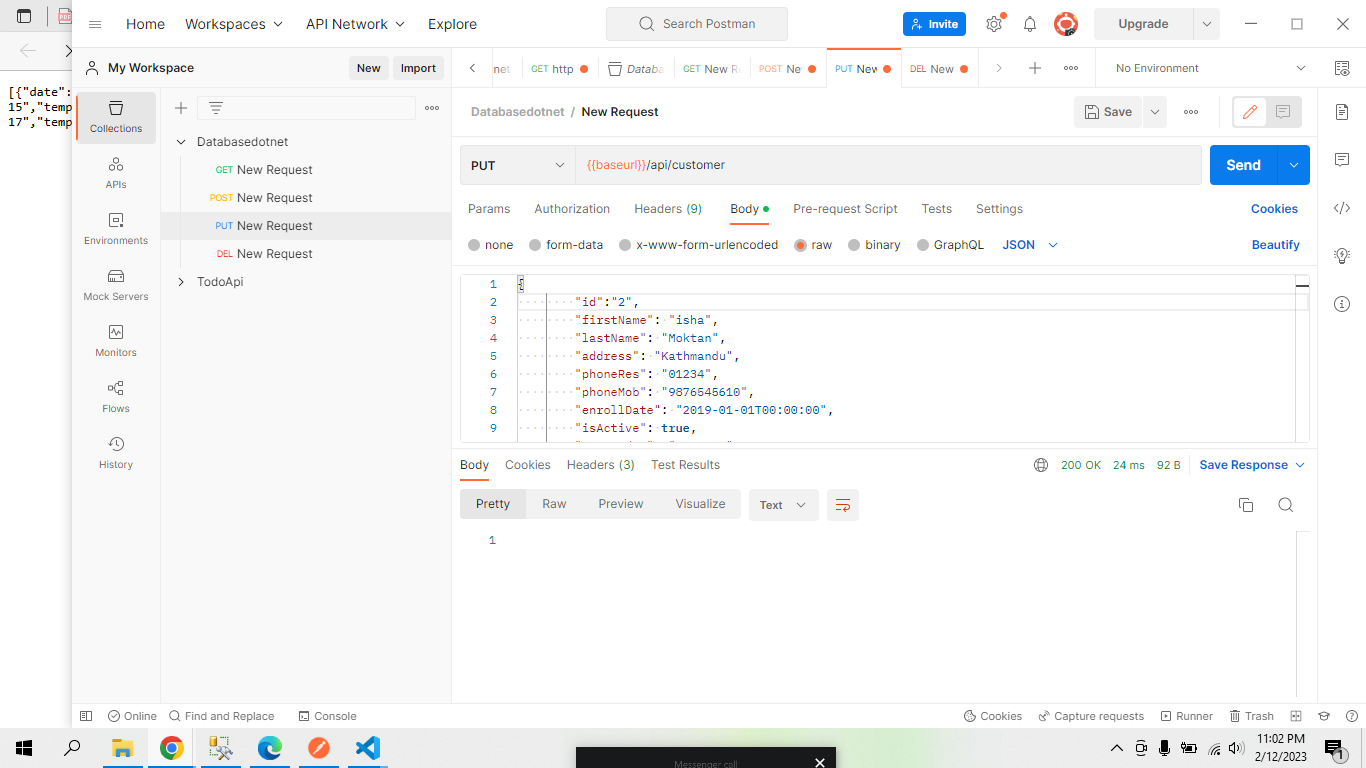 Home
Workspaces
API Network
Explore
Search Postman
Invite
Upgrade
[{"date":
15","temp
17","temp
My Workspace
New
Import
GET http
Databa
GET New R
POST Ne
PUT New
DEL New
No Environment
Collections
APIs
Environments
Mock Servers
Monitors
Flows
History
Databasedotnet
GET New Request
POST New Request
PUT New Request
DEL New Request
TodoApi
Databasedotnet / New Request
Save
PUT
{{baseurl}}/api/customer
Send
Params
Authorization
Headers (9)
Body
Pre-request Script
Tests
Settings
Cookies
none
form-data
x-www-form-urlencoded
raw
binary
GraphQL
JSON
Beautify
1 {
2 "id":"2",
3 "firstName": "isha",
4 "lastName": "Moktan",
5 "address": "Kathmandu",
6 "phoneRes": "01234",
7 "phoneMob": "9876545610",
8 "enrollDate": "2019-01-01T00:00:00",
9 "isActive": true,
Body
Cookies
Headers (3)
Test Results
200 OK
24 ms
92 B
Save Response
Pretty
Raw
Preview
Visualize
Text
1
Online
Find and Replace
Console
Cookies
Capture requests
Runner
Trash
Messenger call
11:02 PM
2/12/2023
1